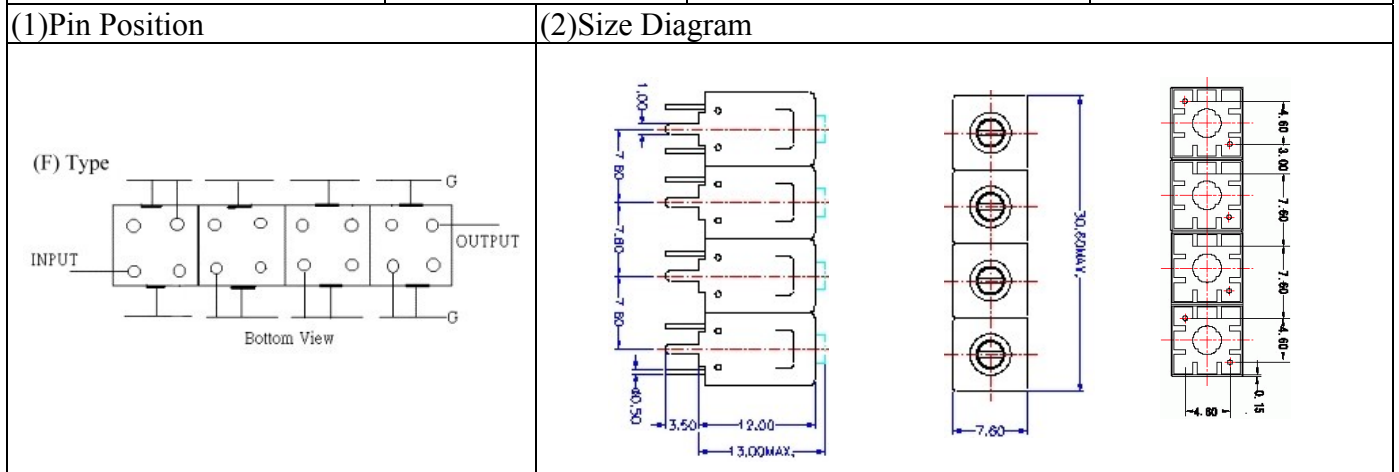 (1)Pin Position
(2)Size Diagram
(F) Type
G
INPUT
OUTPUT
G
Bottom View
1.00
7.80
7.80
7.80
Φ0.50
3.50
12.00
13.00MAX,
30.80MAX,
7.60
4.60
3.00
7.60
7.60
4.60
0.15
4.60